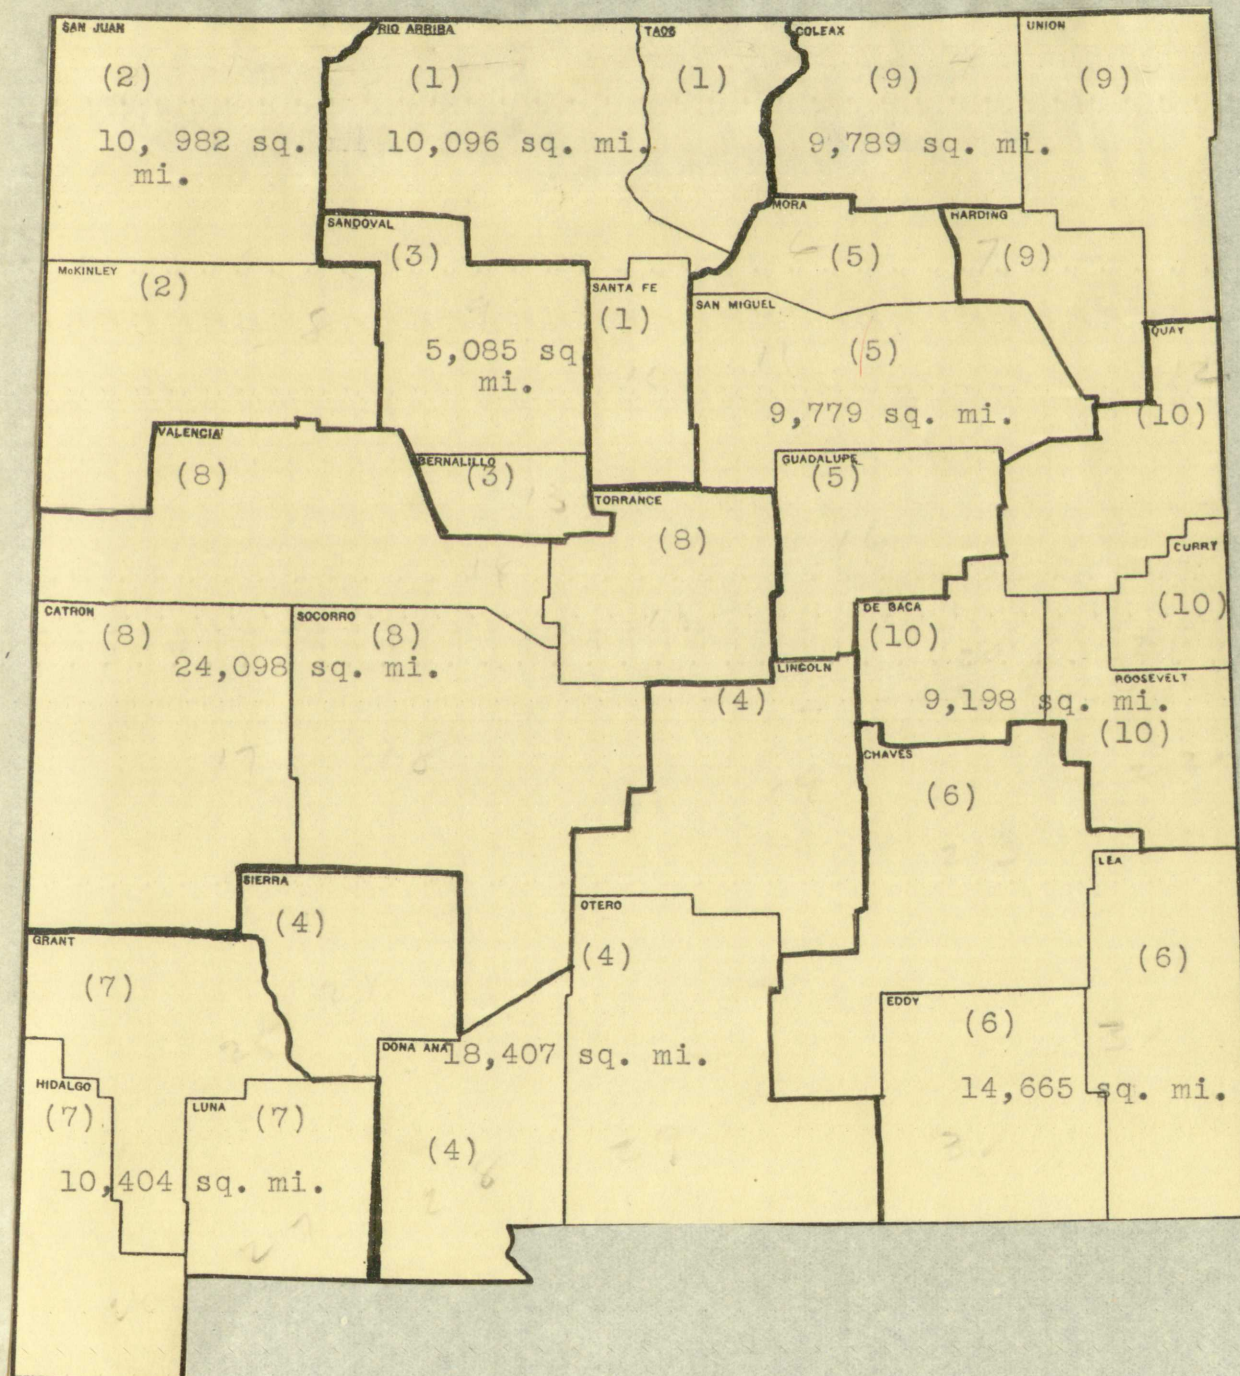 SAN JUAN
(2)
10, 982 sq.
mi.
RIO ARRIBA
(1)
10,096 sq. mi.
TAOS
(1)
COLEAX
(9)
9,789 sq. mi.
UNION
(9)
SANDOVAL
(3)
5,085 sq
mi.
MORA
(5)
HARDING
(9)
McKINLEY
(2)
SANTA FE
(1)
SAN MIGUEL
(5)
9,779 sq. mi.
QUAY
(10)
VALENCIA
(8)
BERNALILLO
(3)
GUADALUPE
(5)
TORRANCE
(8)
CURRY
(10)
CATRON
(8)
SOCORRO
(8)
24,098 sq. mi.
DE BACA
(10)
LINCOLN
(4)
ROOSEVELT
9,198 sq. mi.
(10)
CHAVES
(6)
LEA
(6)
SIERRA
(4)
OTERO
(4)
GRANT
(7)
EDDY
(6)
14,665 sq. mi.
DONA ANA
18,407 sq. mi.
(4)
HIDALGO
(7)
LUNA
(7)
10,404 sq. mi.